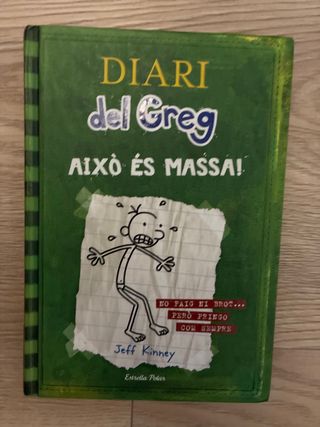 DIARI
del Greg
AIXÒ ÉS MASSA!
NO FAIG NI BROT...
PERÒ PRINGO
COM SEMPRE
Jeff Kinney
Estrella Polar